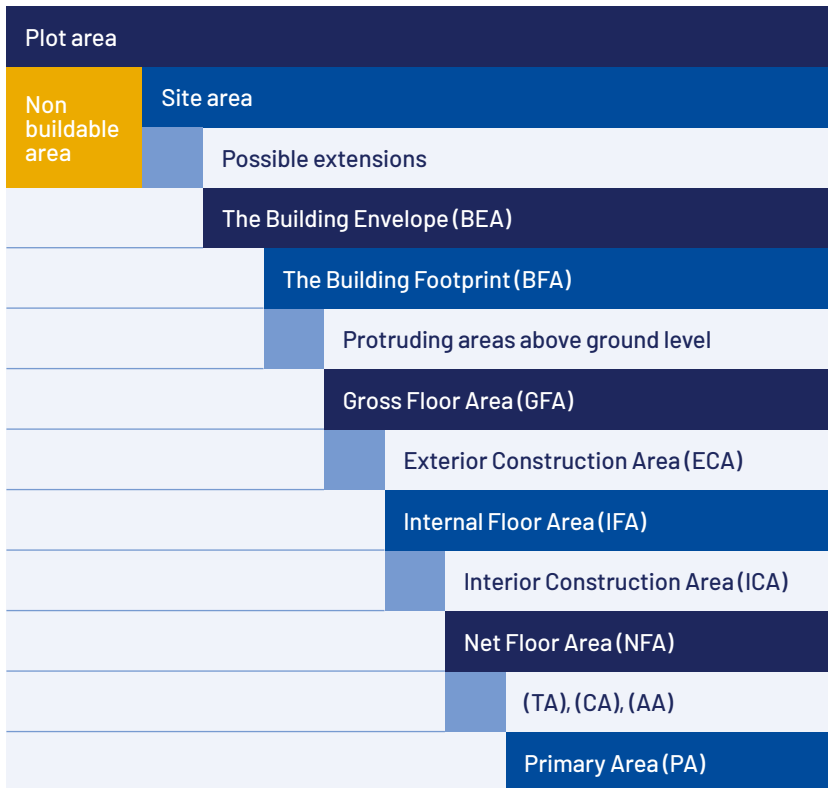 Plot area
Non
buildable
area
Site area
Possible extensions
The Building Envelope (BEA)
The Building Footprint (BFA)
Protruding areas above ground level
Gross Floor Area (GFA)
Exterior Construction Area (ECA)
Internal Floor Area (IFA)
Interior Construction Area (ICA)
Net Floor Area (NFA)
(TA), (CA), (AA)
Primary Area (PA)